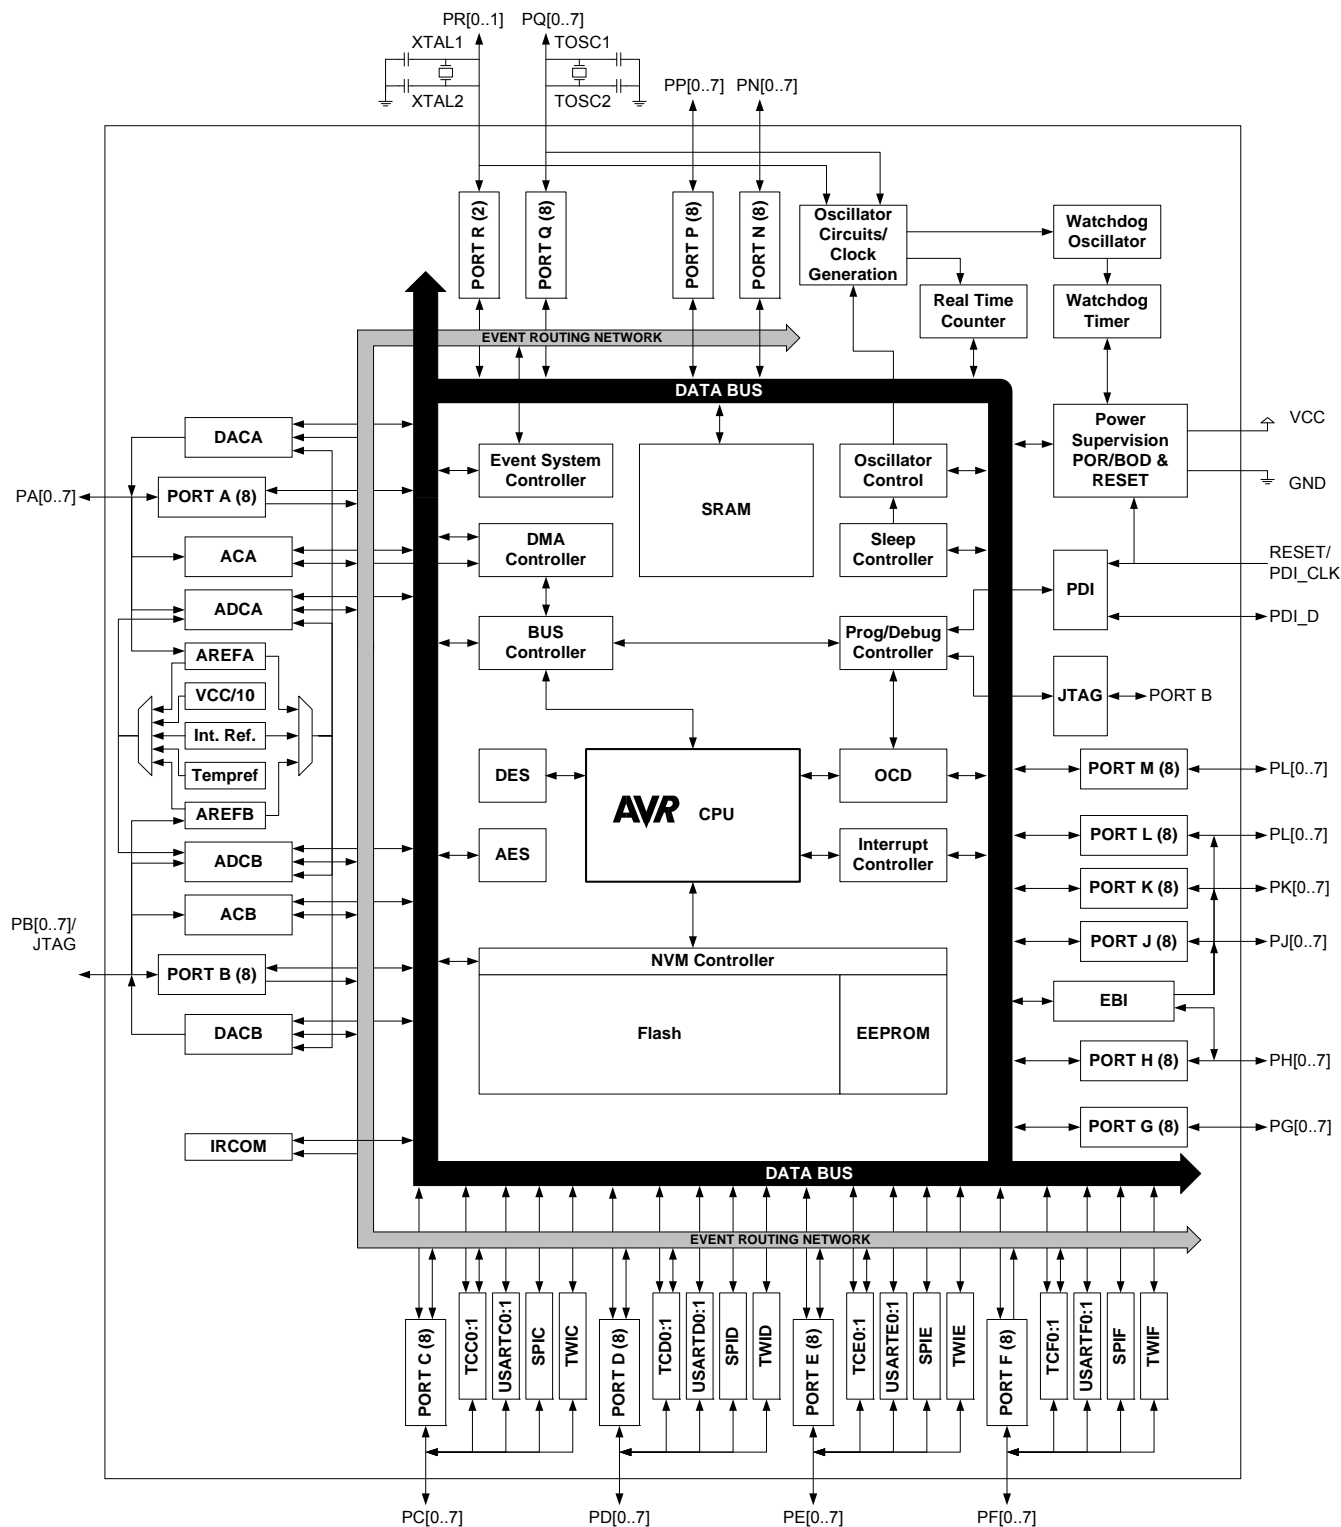 PR[0..1]
PQ[0..7]
XTAL1
TOSC1
XTAL2
TOSC2
PP[0..7]
PN[0..7]
PORT R (2)
PORT Q (8)
PORT P (8)
PORT N (8)
Oscillator
Circuits/
Clock
Generation
Watchdog
Oscillator
Real Time
Counter
Watchdog
Timer
EVENT ROUTING NETWORK
DATA BUS
DACA
PA[0..7]
PORT A (8)
ACA
ADCA
AREFA
VCC/10
Int. Ref.
Tempref
AREFB
ADCB
ACB
PB[0..7]/
JTAG
PORT B (8)
DACB
IRCOM
Event System
Controller
SRAM
Oscillator
Control
DMA
Controller
Sleep
Controller
BUS
Controller
Prog/Debug
Controller
DES
AVR
CPU
OCD
AES
Interrupt
Controller
NVM Controller
Flash
EEPROM
Power
Supervision
POR/BOD &
RESET
VCC
GND
RESET/
PDI_CLK
PDI
PDI_D
JTAG
PORT B
PORT M (8)
PL[0..7]
PORT L (8)
PL[0..7]
PORT K (8)
PK[0..7]
PORT J (8)
PJ[0..7]
EBI
PORT H (8)
PH[0..7]
PORT G (8)
PG[0..7]
DATA BUS
EVENT ROUTING NETWORK
PORT C (8)
TCC0:1
USARTC0:1
SPIC
TWIC
PORT D (8)
TCD0:1
USARTD0:1
SPID
TWID
PORT E (8)
TCE0:1
USARTE0:1
SPIE
TWIE
PORT F (8)
TCF0:1
USARTF0:1
SPIF
TWIF
PC[0..7]
PD[0..7]
PE[0..7]
PF[0..7]